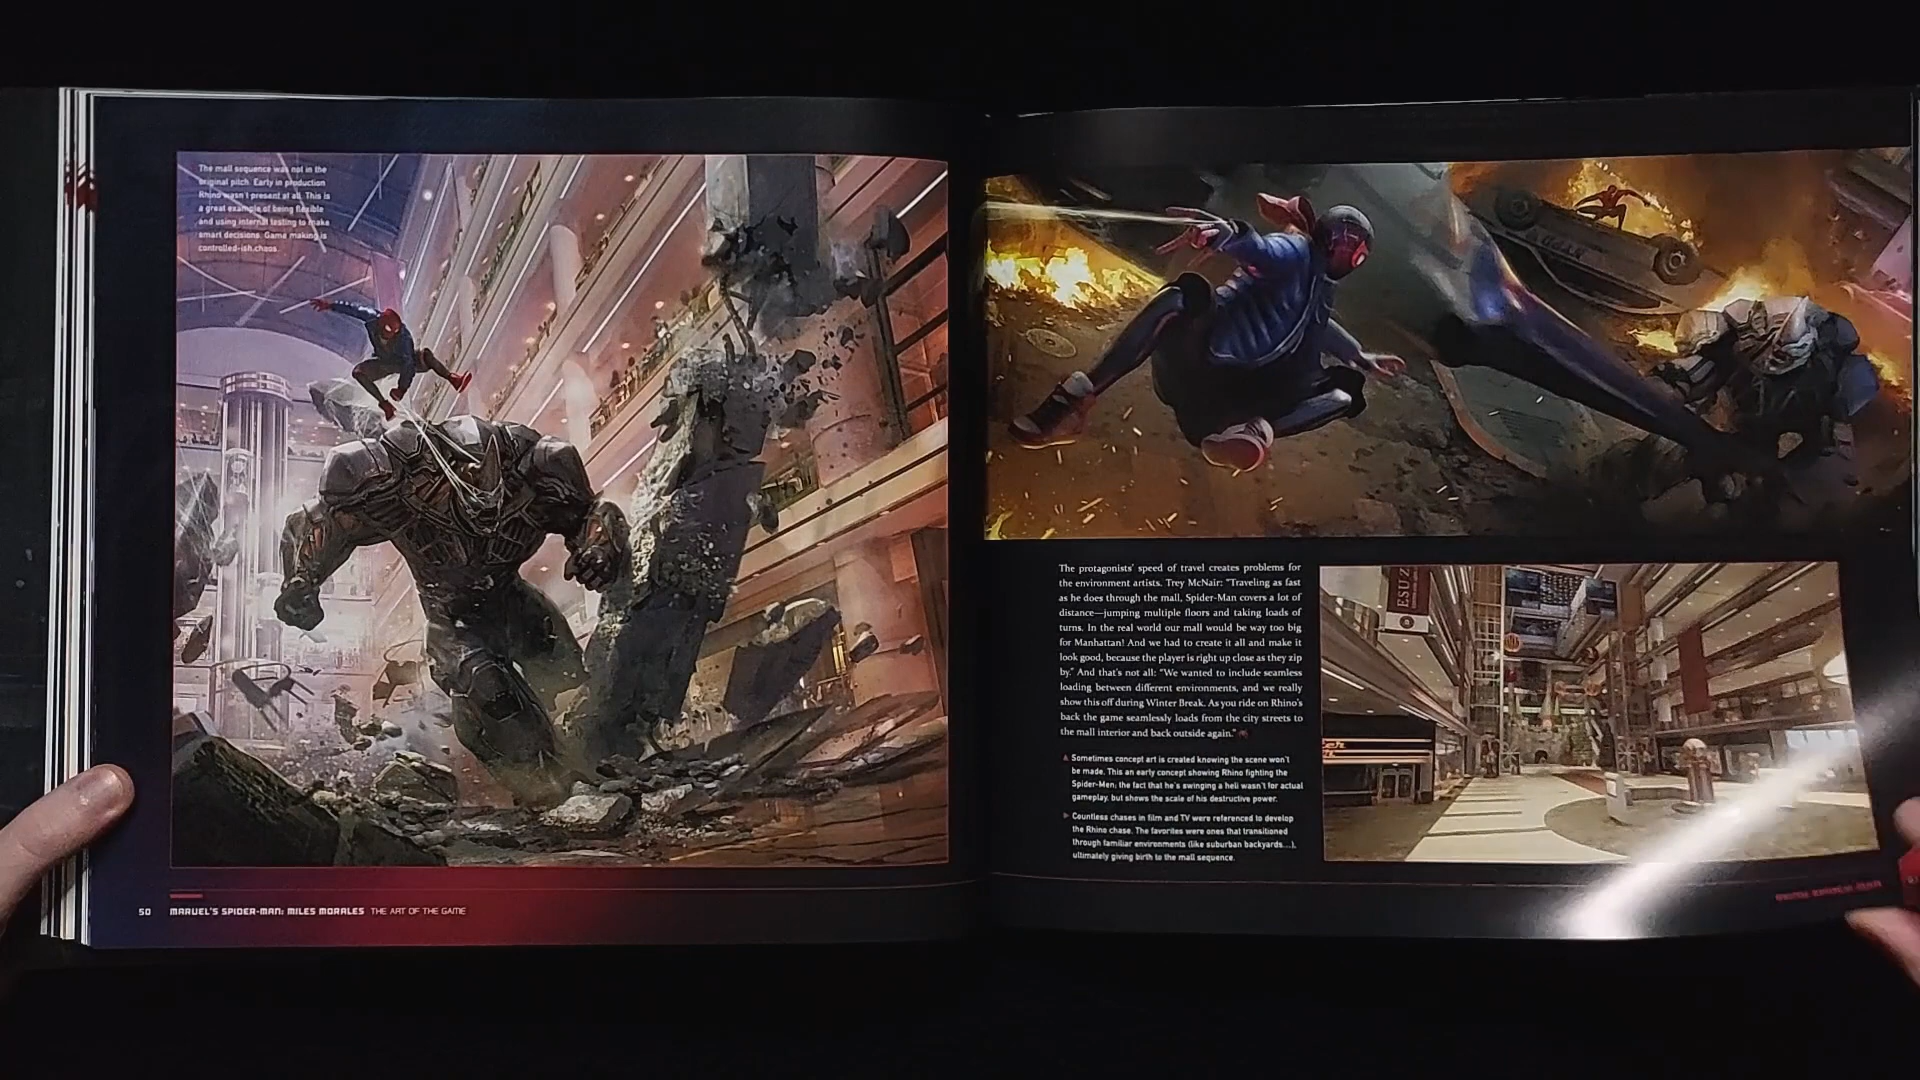 The mall sequence was not in the
original pitch. Early in production
Rhino wasn't present at all. This is
a great example of being flexible
and using internal testing to make
smart decisions. Game making is
controlled-ish chaos.
50 MARVEL'S SPIDER-MAN: MILES MORALES THE ART OF THE GAME
NYPD
The protagonists' speed of travel creates problems for
the environment artists. Trey McNair: "Traveling as fast
as he does through the mall, Spider-Man covers a lot of
distance—jumping multiple floors and taking loads of
turns. In the real world our mall would be way too big
for Manhattan! And we had to create it all and make it
look good, because the player is right up close as they zip
by." And that's not all: "We wanted to include seamless
loading between different environments, and we really
show this off during Winter Break. As you ride on Rhino's
back the game seamlessly loads from the city streets to
the mall interior and back outside again."
Sometimes concept art is created knowing the scene won't
be made. This an early concept showing Rhino fighting the
Spider-Men; the fact that he's swinging a heli wasn't for actual
gameplay, but shows the scale of his destructive power.
Countless chases in film and TV were referenced to develop
the Rhino chase. The favorites were ones that transitioned
through familiar environments (like suburban backyards...),
ultimately giving birth to the mall sequence.
ESUZ